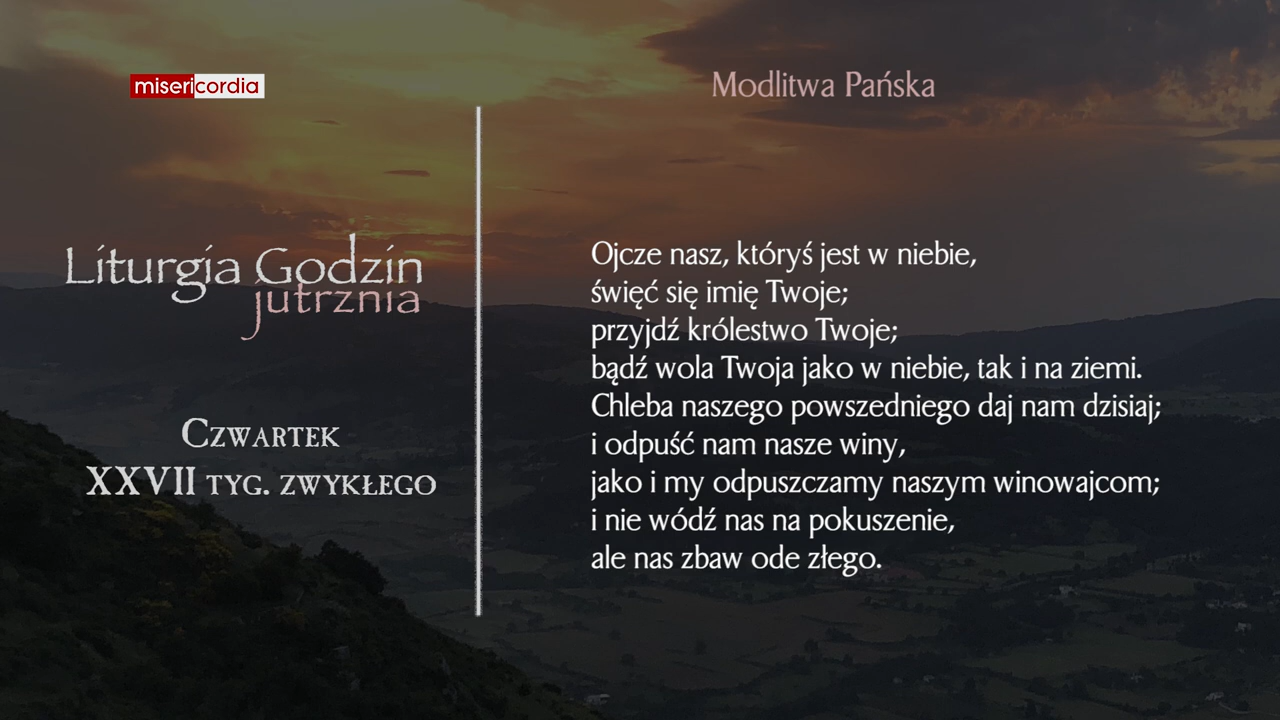 misericordia
Liturgia Godzin
jutrznia
Czwartek
XXVII tyg. zwykłego
Modlitwa Pańska
Ojcze nasz, któryś jest w niebie,
święć się imię Twoje;
przyjdź królestwo Twoje;
bądź wola Twoja jako w niebie, tak i na ziemi.
Chleba naszego powszedniego daj nam dzisiaj;
i odpuść nam nasze winy,
jako i my odpuszczamy naszym winowajcom;
i nie wódź nas na pokuszenie,
ale nas zbaw ode złego.